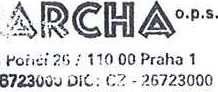 ARCHA o.p.s.
Poříčí 26 / 110 00 Praha 1
6723000 DIČ: CZ - 26723000